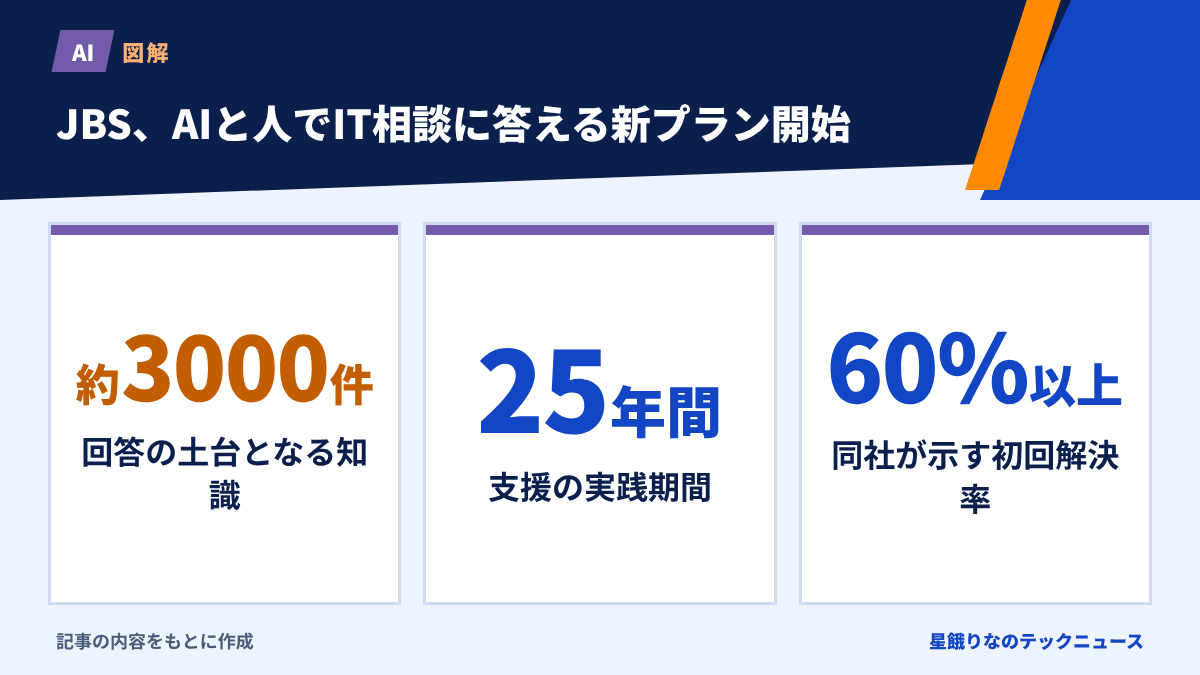 AI 図解
JBS、AIと人でIT相談に答える新プラン開始
約3000件
回答の土台となる知
識
25年間
支援の実践期間
60%以上
同社が示す初回解決
率
記事の内容をもとに作成
星餓りなのテックニュース